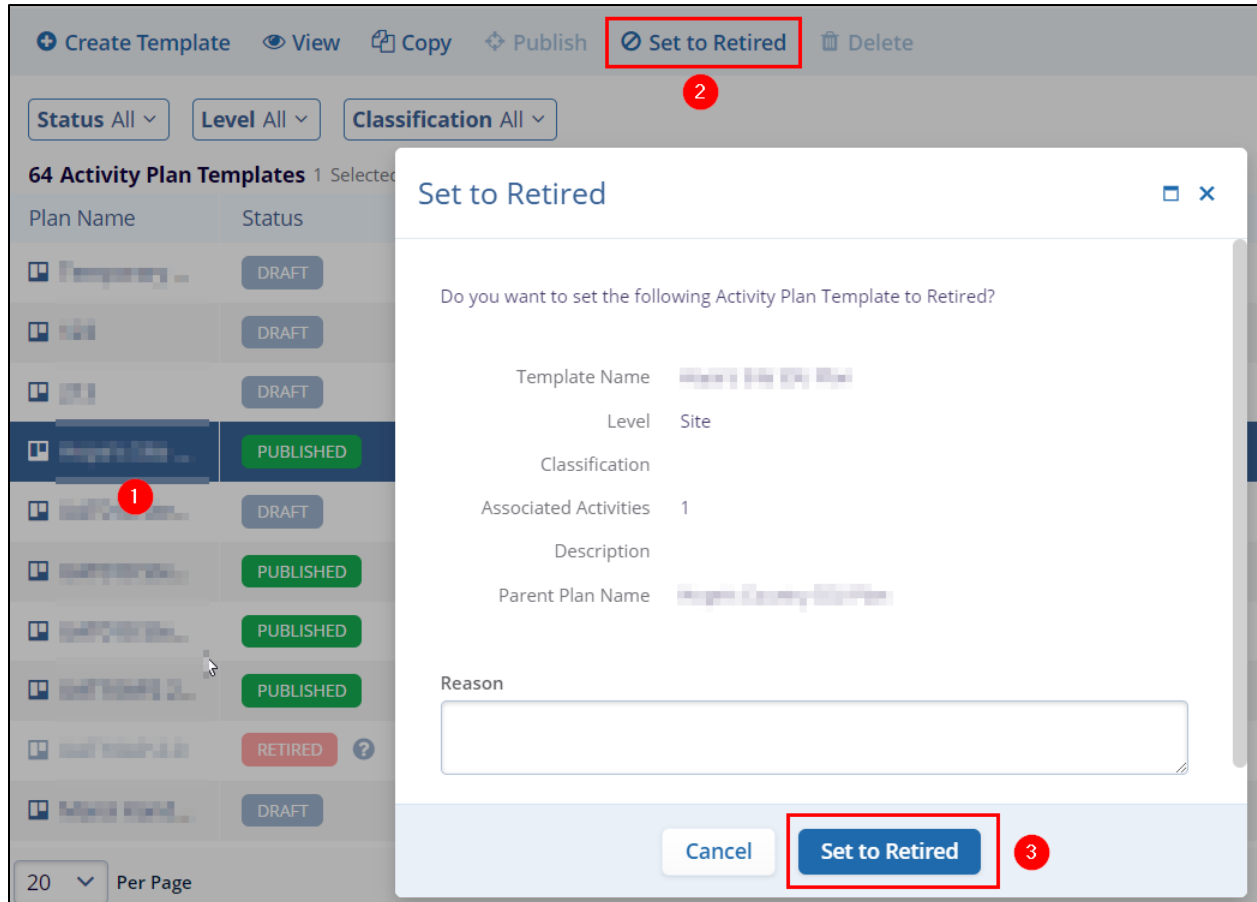 Create Template View Copy Publish Set to Retired Delete
2
Status All Level All Classification All
64 Activity Plan Templates 1 Selected
Plan Name Status
DRAFT
DRAFT
DRAFT
PUBLISHED
1
DRAFT
PUBLISHED
PUBLISHED
PUBLISHED
RETIRED ?
DRAFT
20 Per Page
Set to Retired
Do you want to set the following Activity Plan Template to Retired?
Template Name
Level Site
Classification
Associated Activities 1
Description
Parent Plan Name
Reason
Cancel Set to Retired 3